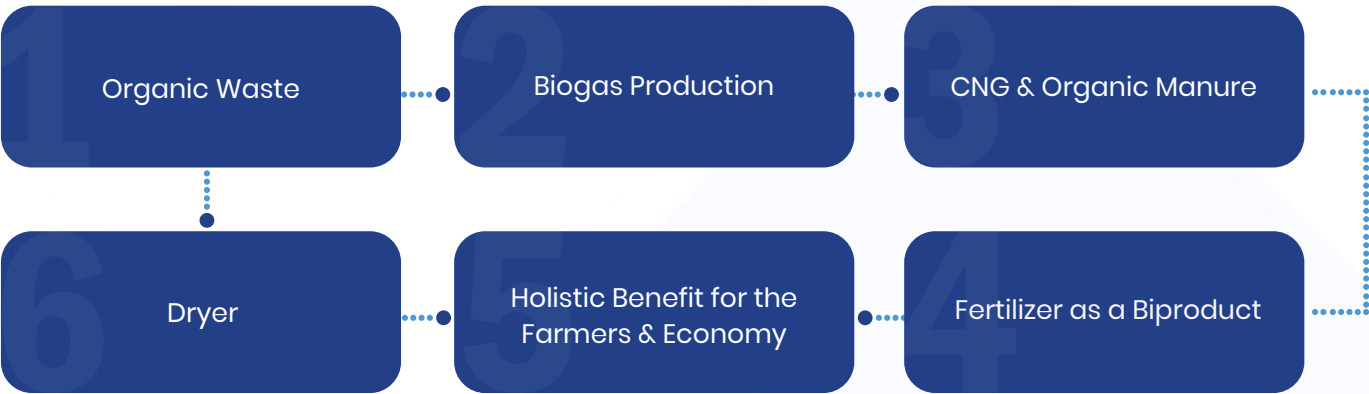 1
Organic Waste
2
Biogas Production
3
CNG & Organic Manure
6
Dryer
5
Holistic Benefit for the
Farmers & Economy
4
Fertilizer as a Biproduct